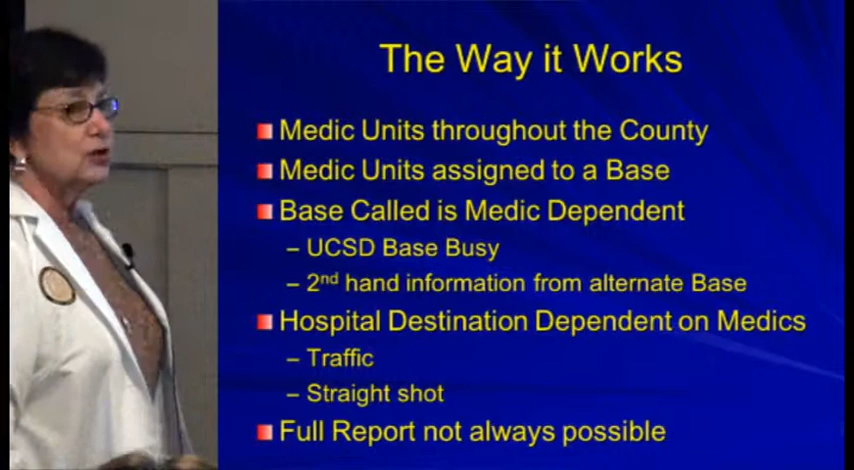 The Way it Works
Medic Units throughout the County
Medic Units assigned to a Base
Base Called is Medic Dependent
– UCSD Base Busy
– 2nd hand information from alternate Base
Hospital Destination Dependent on Medics
– Traffic
– Straight shot
Full Report not always possible